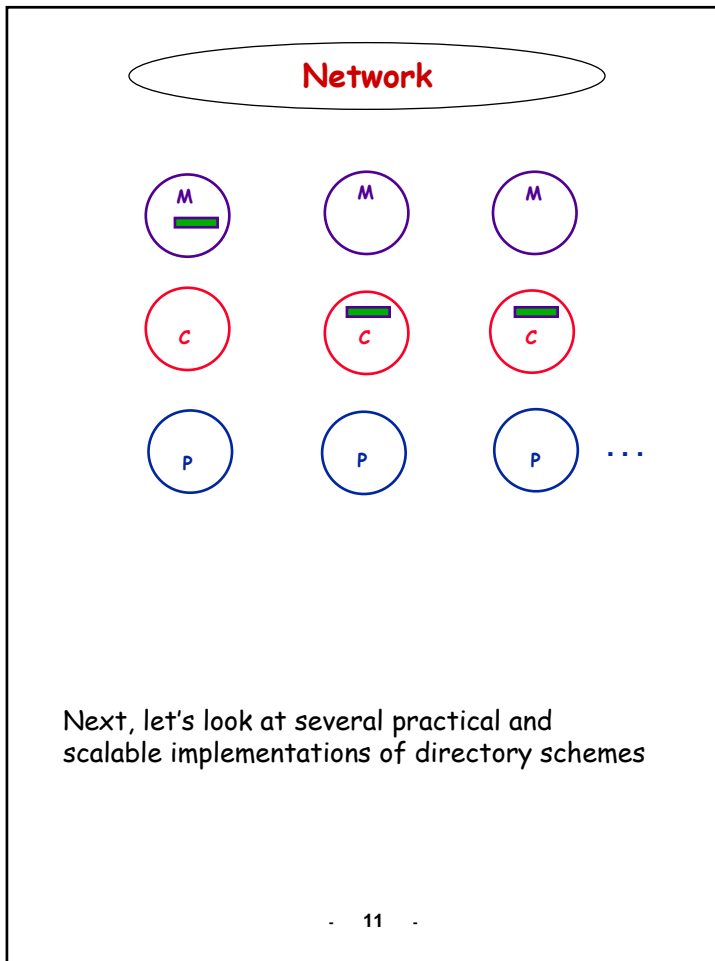 Network
M M M
C C C
P P P ...
Next, let's look at several practical and
scalable implementations of directory schemes
- 11 -